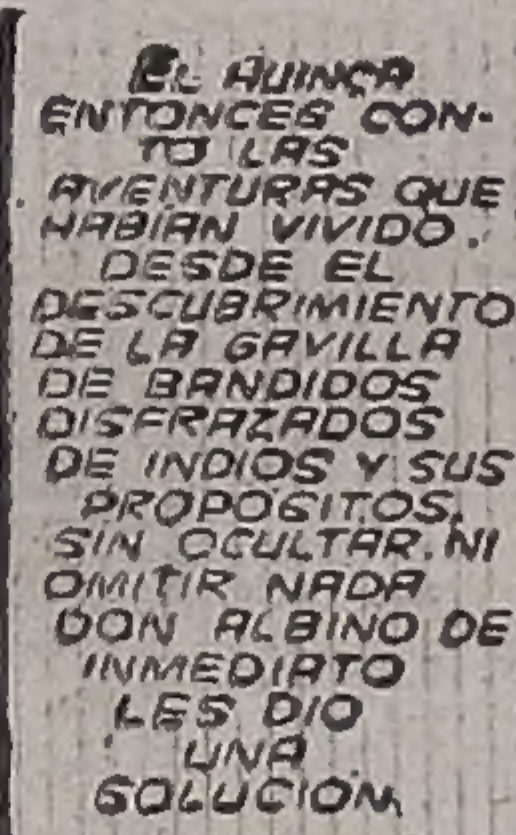 EL HUINCA
ENTONCES CON-
TO LAS
AVENTURAS QUE
HABIAN VIVIDO.
DESDE EL
DESCUBRIMIENTO
DE LA GAVILLA
DE BANDIDOS
DISFRAZADOS
DE INDIOS Y SUS
PROPOSITOS.
SIN OCULTAR NI
OMITIR NADA
DON ALBINO DE
INMEDIATO
LES DIO
UNA
SOLUCION